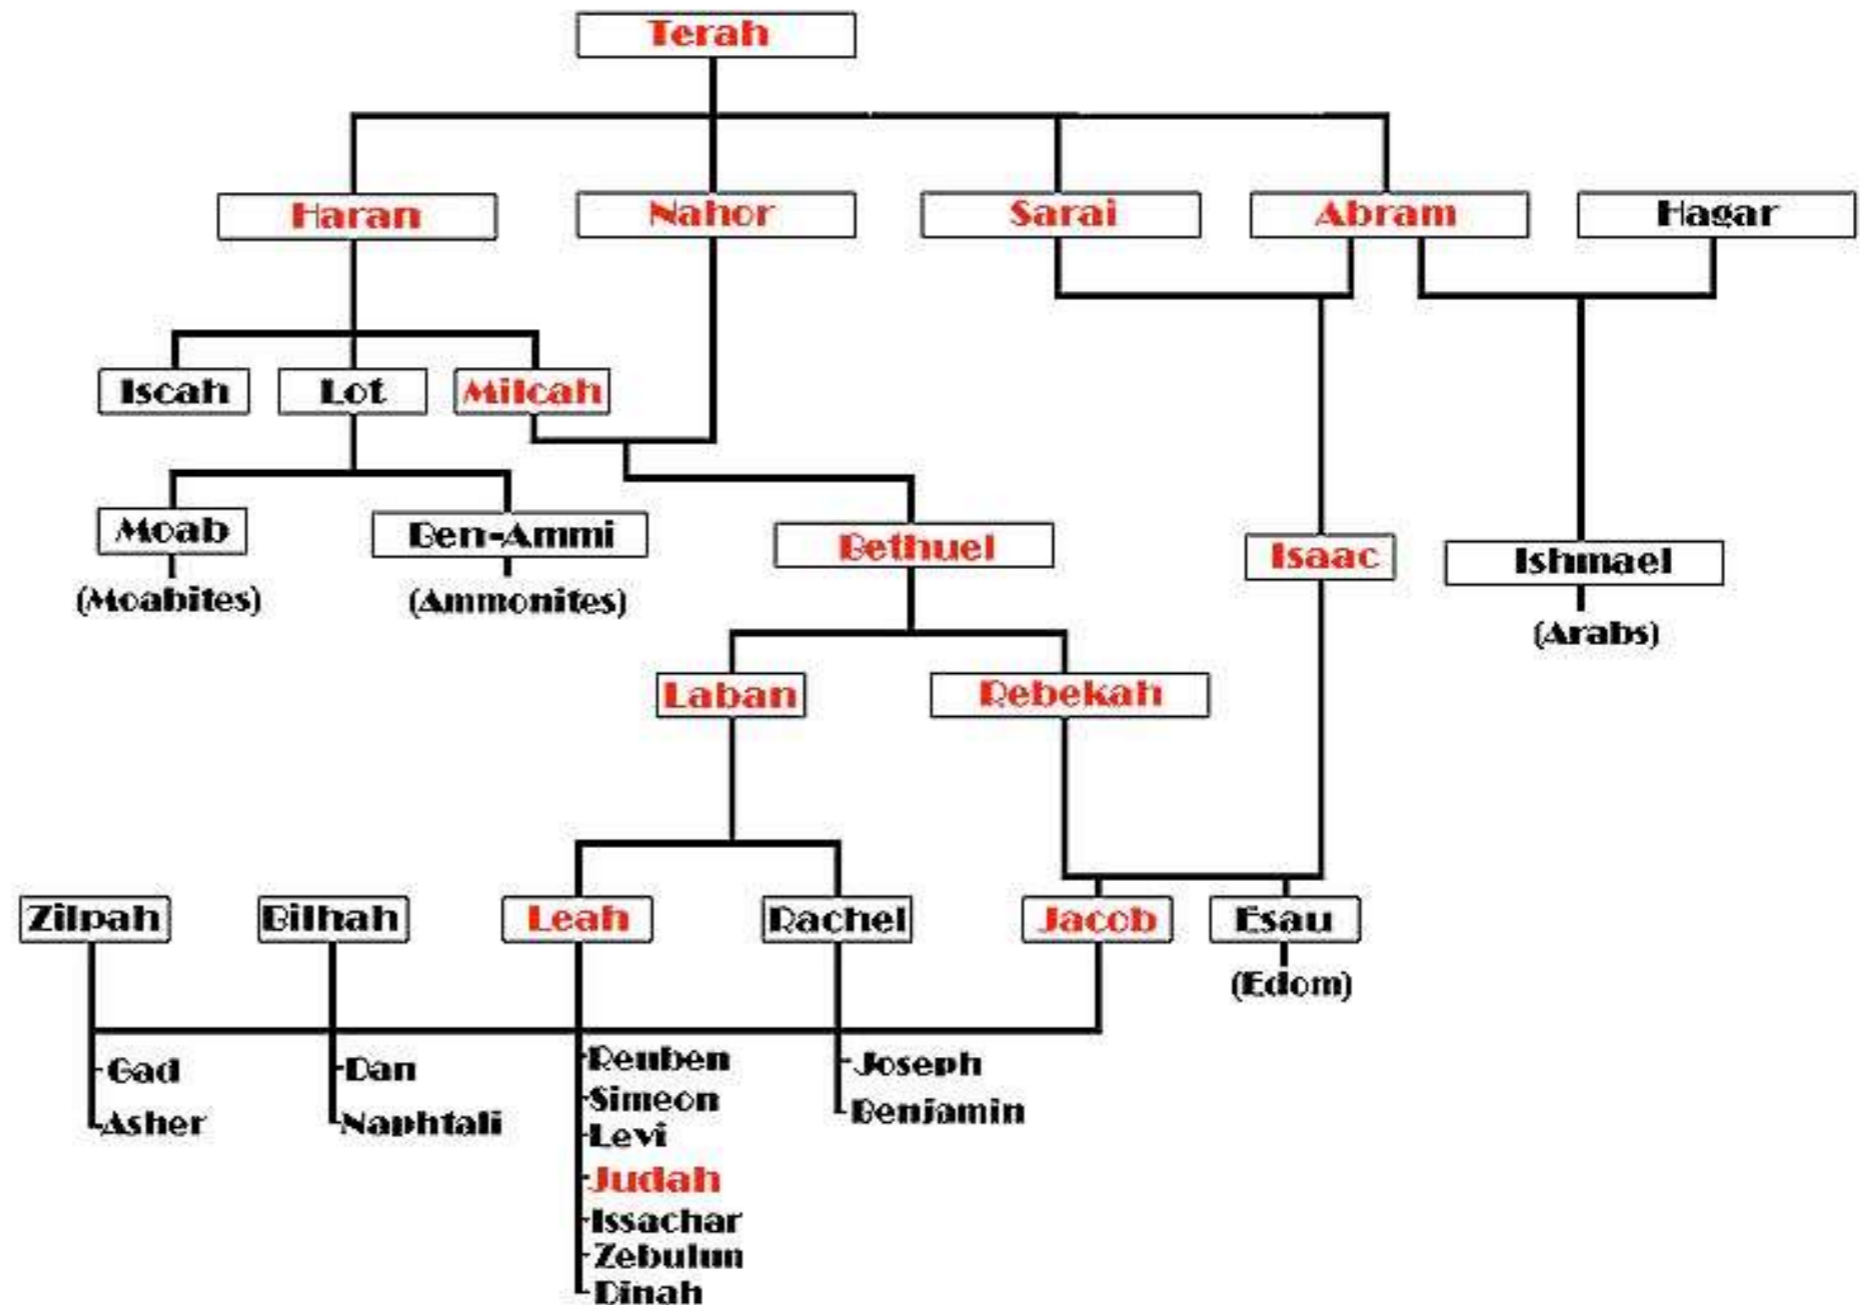 Terah
Haran Nahor Sarai Abram Hagar
Iscah Lot Milcah
Moab Ben-Ammi Bethuel Isaac Ishmael
(Moabites) (Ammonites) (Arabs)
Laban Rebekah
Zilpah Bilhah Leah Rachel Jacob Esau
(Edom)
Gad Dan Reuben Joseph
Simeon Benjamin
Asher Naphtali Levi
Judah
Issachar
Zebulun
Dinah